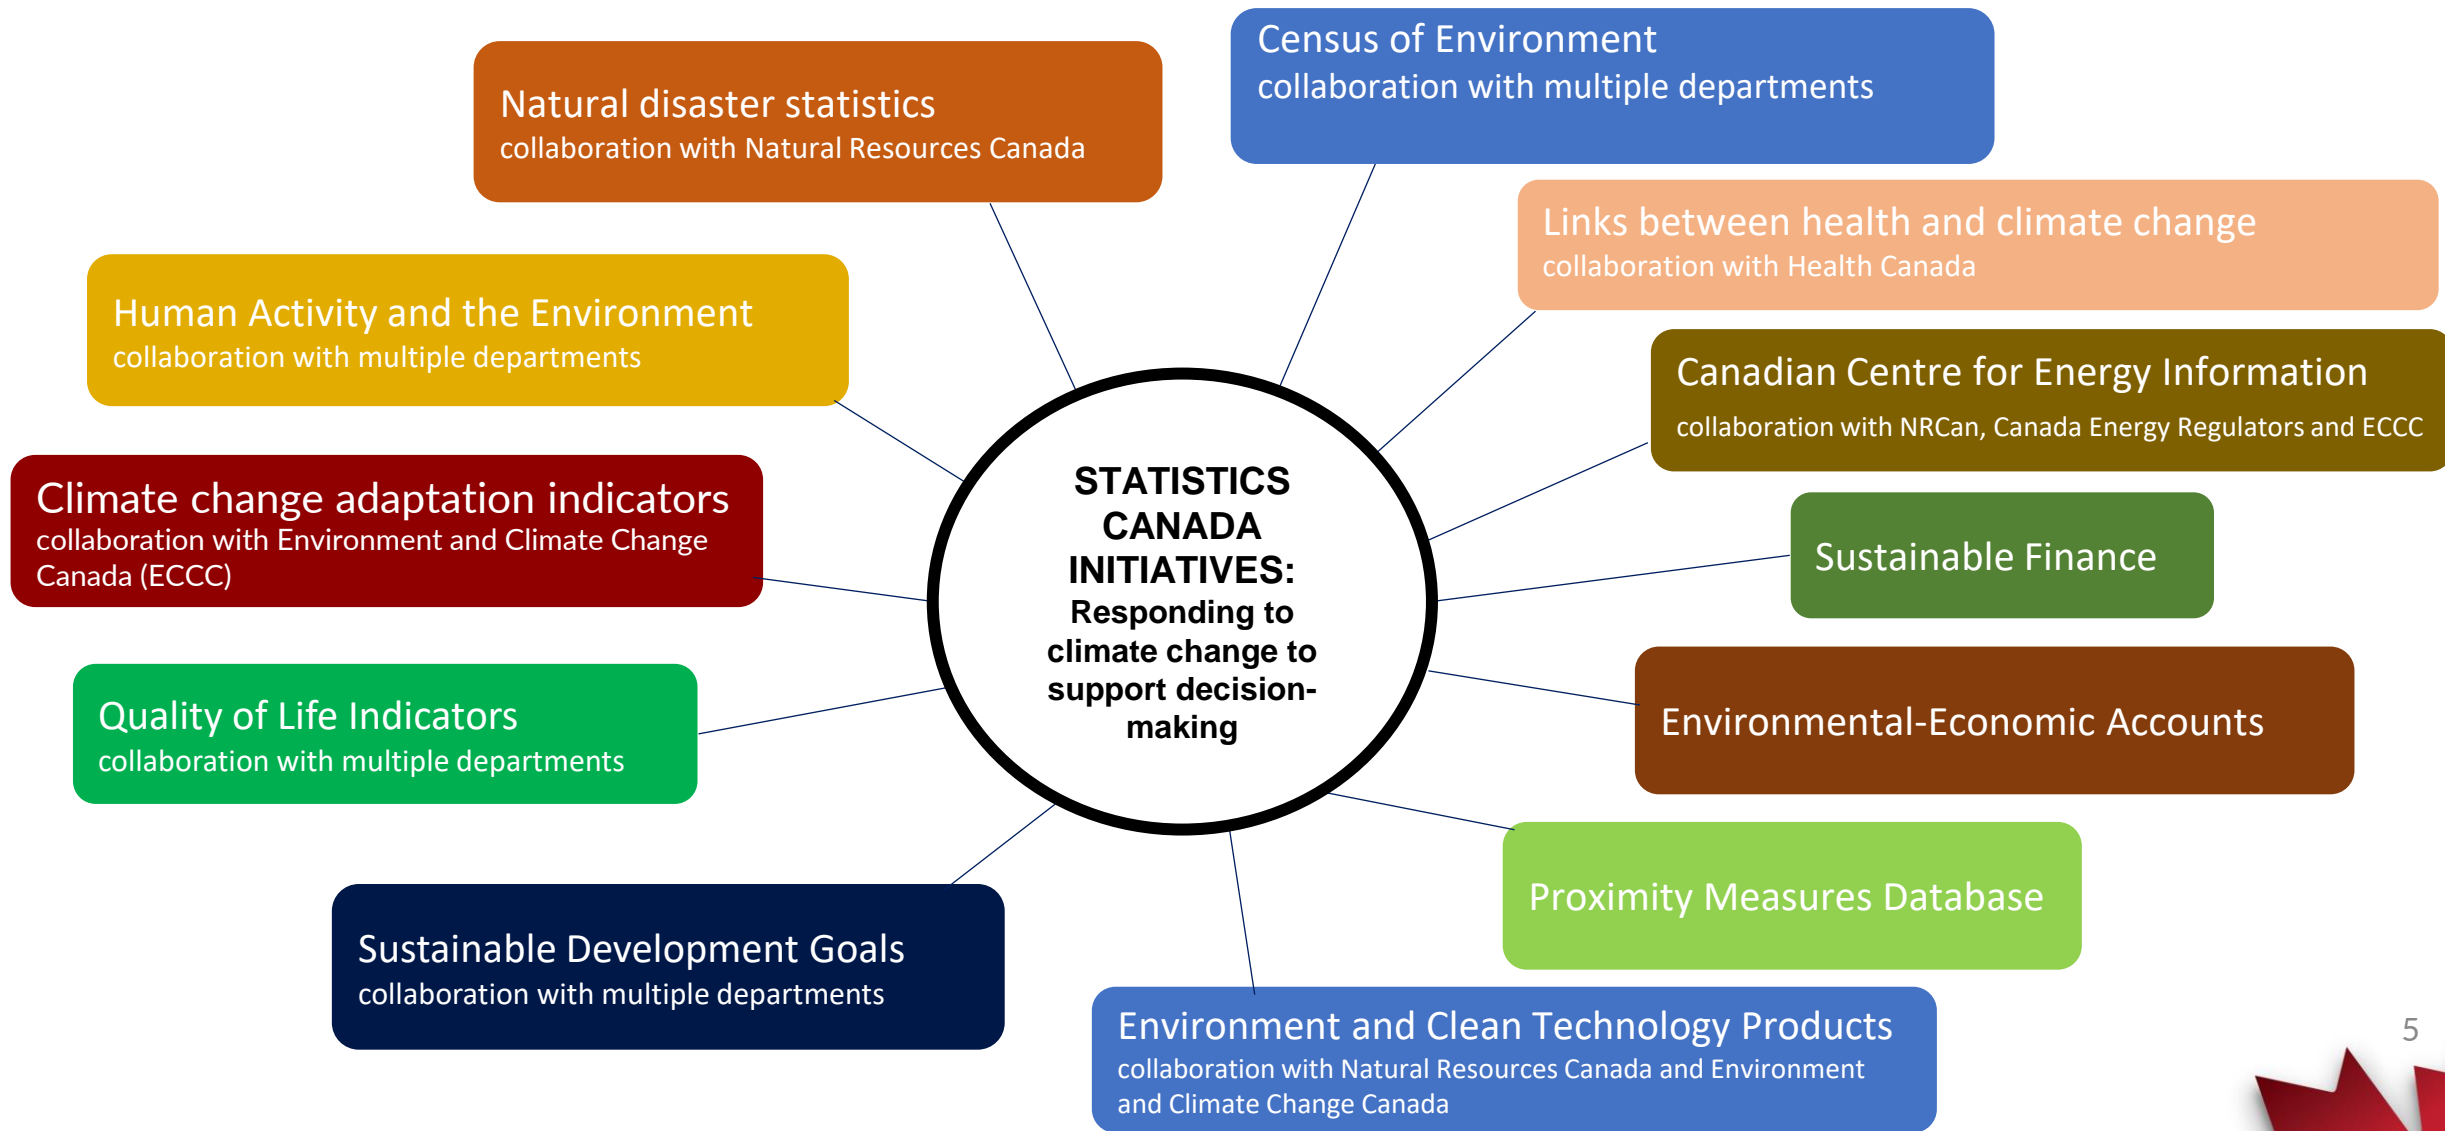 Census of Environment
collaboration with multiple departments
Natural disaster statistics
collaboration with Natural Resources Canada
Links between health and climate change
collaboration with Health Canada
Human Activity and the Environment
collaboration with multiple departments
Canadian Centre for Energy Information
collaboration with NRCan, Canada Energy Regulators and ECCC
Climate change adaptation indicators
collaboration with Environment and Climate Change
Canada (ECCC)
STATISTICS
CANADA
INITIATIVES:
Responding to
climate change to
support decision-
making
Sustainable Finance
Quality of Life Indicators
collaboration with multiple departments
Environmental-Economic Accounts
Proximity Measures Database
Sustainable Development Goals
collaboration with multiple departments
Environment and Clean Technology Products
collaboration with Natural Resources Canada and Environment
and Climate Change Canada
5